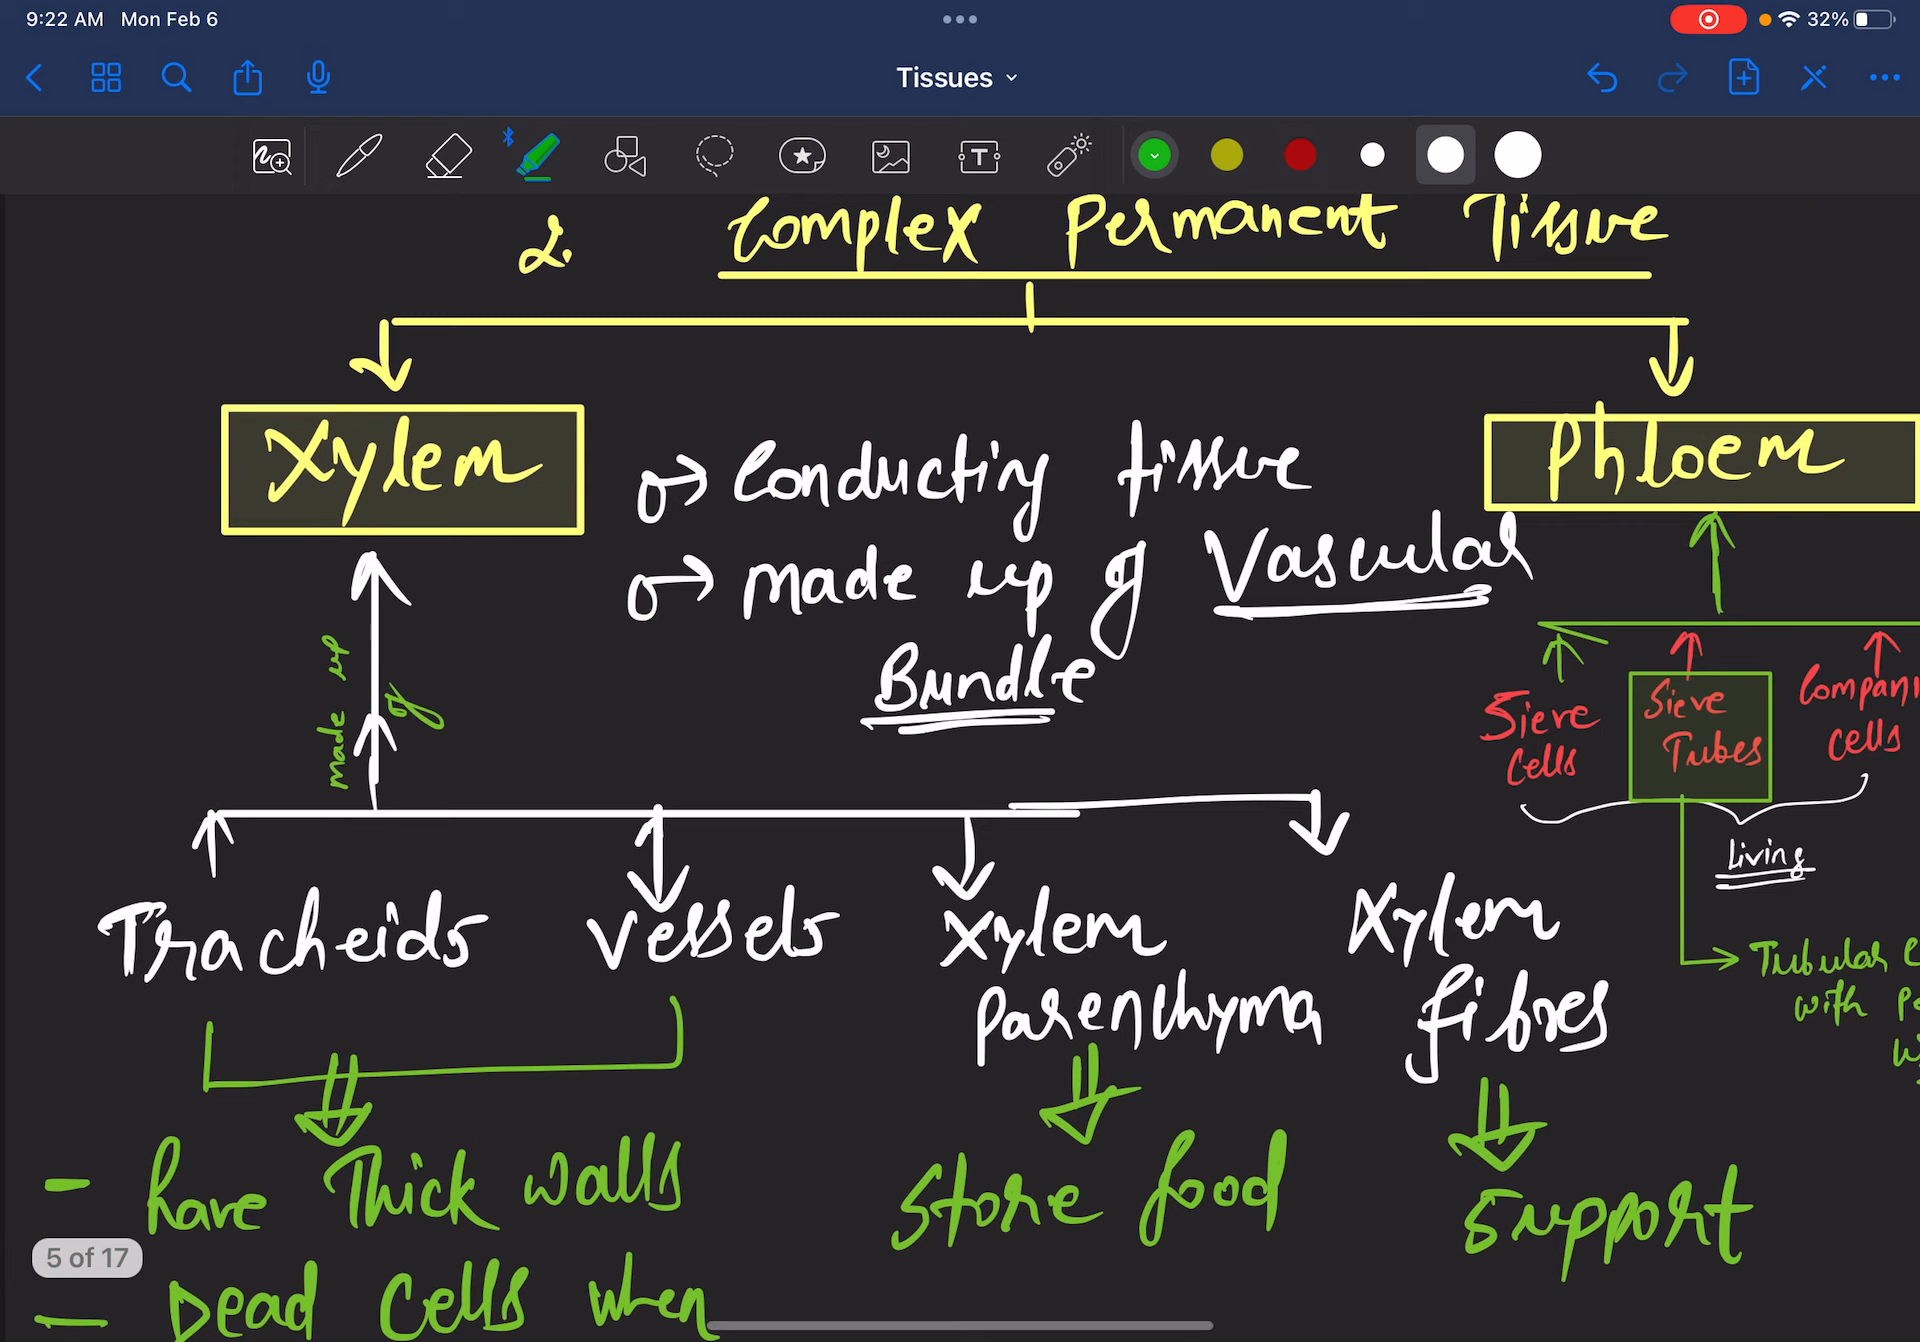 9:22 AM Mon Feb 6
32%
Tissues
2. Complex Permanent Tissue
Xylem
Phloem
→ Conducting tissue
→ made up of Vascular
Bundle
made up of
Sieve Cells
Sieve Tubes
Cells
Living
Tracheids
Vessels
Xylem Parenchyma
Xylem fibres
Tubular
with
- have Thick walls
Store food
Support
5 of 17
- Dead Cells when